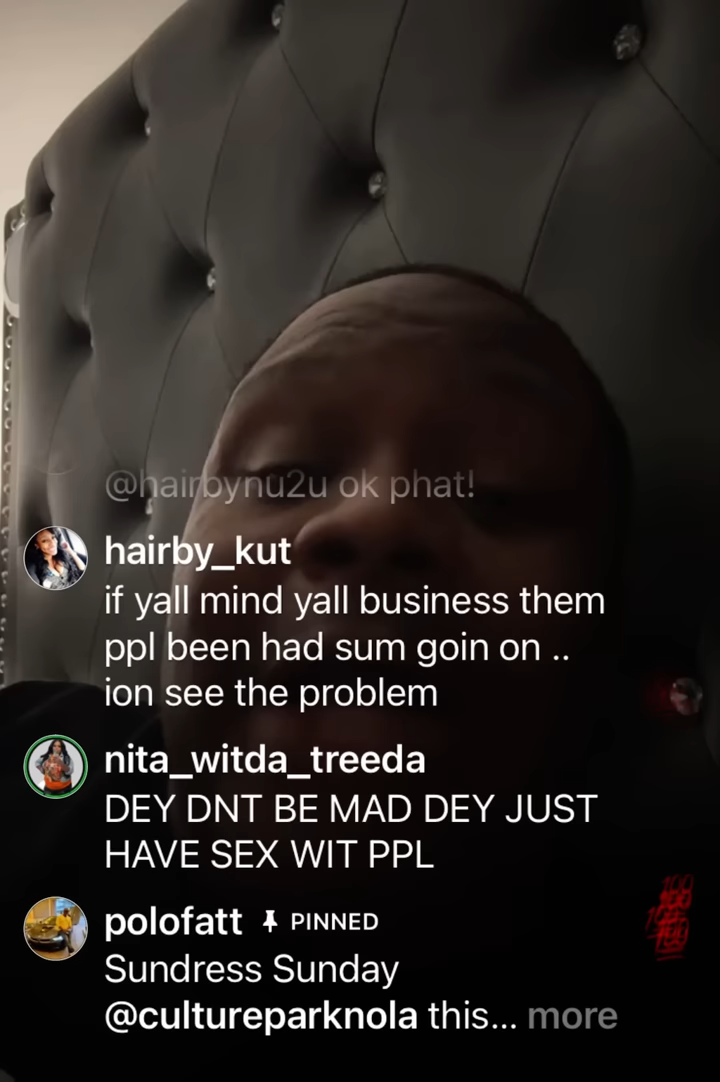 @hairbynu2u ok phat!
hairby_kut
if yall mind yall business them
ppl been had sum goin on ..
ion see the problem
nita_witda_treeda
DEY DNT BE MAD DEY JUST
HAVE SEX WIT PPL
polofatt PINNED
Sundress Sunday
@cultureparknola this... more